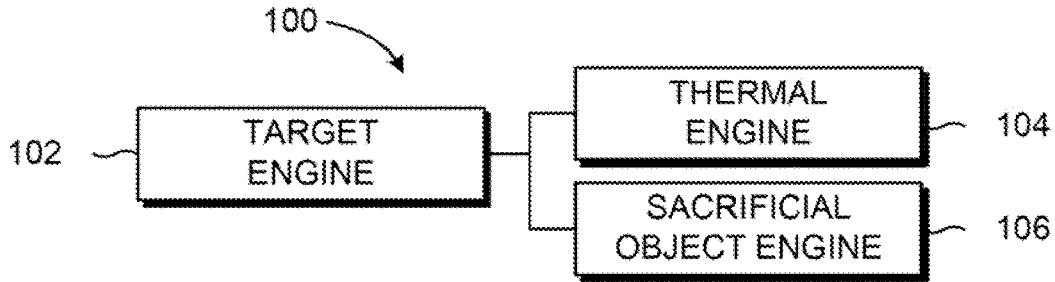 100
THERMAL
ENGINE
104
102
TARGET
ENGINE
SACRIFICIAL
OBJECT ENGINE
106